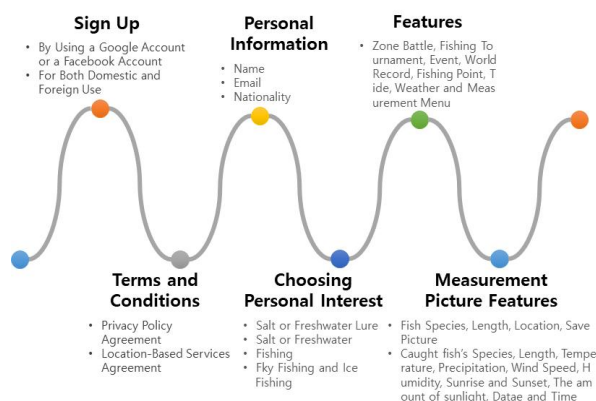 Sign Up
• By Using a Google Account
or a Facebook Account
• For Both Domestic and
Foreign Use
Personal
Information
• Name
• Email
• Nationality
Features
• Zone Battle, Fishing To
urnament, Event, World
Record, Fishing Point, T
ide, Weather and Meas
urement Menu
Terms and
Conditions
• Privacy Policy
Agreement
• Location-Based Services
Agreement
Choosing
Personal Interest
• Salt or Freshwater Lure
• Salt or Freshwater
• Fishing
• Fky Fishing and Ice
Fishing
Measurement
Picture Features
• Fish Species, Length, Location, Save
Picture
• Caught fish's Species, Length, Tempe
rature, Precipitation, Wind Speed, H
umidity, Sunrise and Sunset, The am
ount of sunlight, Datae and Time